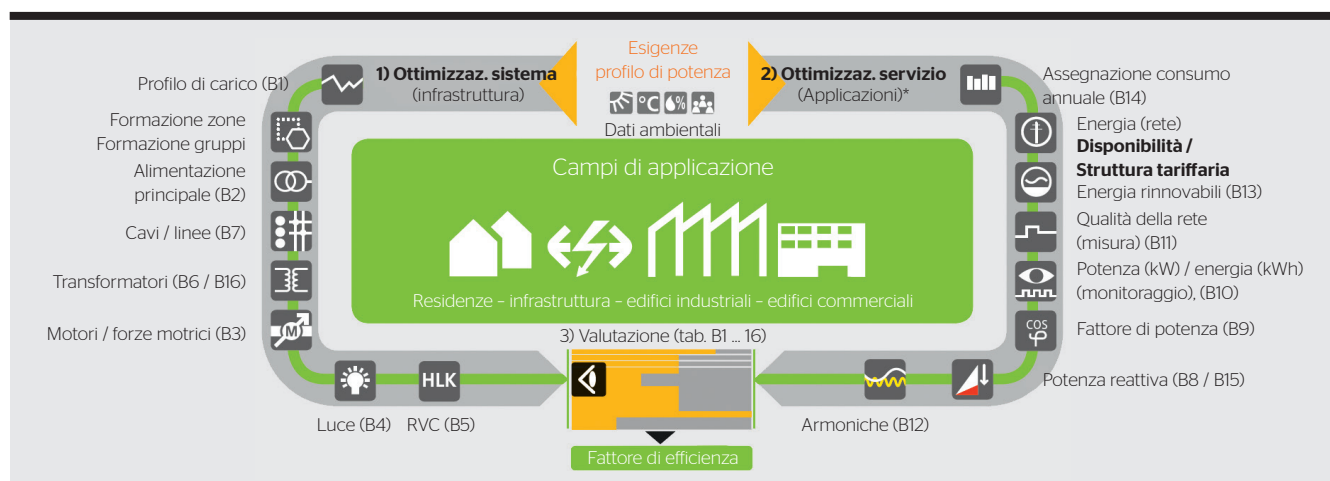 Esigenze
profilo di potenza
°C
%
Dati ambientali
1) Ottimizzaz. sistema
(infrastruttura)
Profilo di carico (B1)
Formazione zone
Formazione gruppi
Alimentazione
principale (B2)
Cavi / linee (B7)
Transformatori (B6 / B16)
M
Motori / forze motrici (B3)
Luce (B4)
HLK
RVC (B5)
2) Ottimizzaz. servizio
(Applicazioni)*
Assegnazione consumo
annuale (B14)
Energia (rete)
Disponibilità /
Struttura tariffaria
Energia rinnovabili (B13)
Qualità della rete
(misura) (B11)
Potenza (kW) / energia (kWh)
(monitoraggio), (B10)
cos
φ
Fattore di potenza (B9)
Potenza reattiva (B8 / B15)
Armoniche (B12)
Campi di applicazione
Residenze – infrastruttura – edifici industriali – edifici commerciali
3) Valutazione (tab. B1 ... 16)
Fattore di efficienza